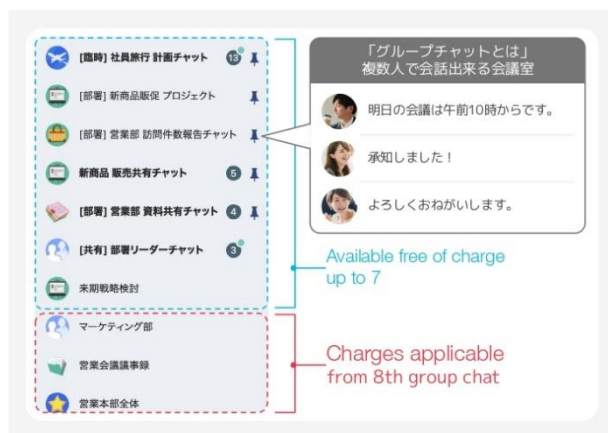 [臨時] 社員旅行 計画チャット 13
[部署] 新商品販促 プロジェクト
[部署] 営業部 訪問件数報告チャット
新商品 販売共有チャット 5
[部署] 営業部 資料共有チャット 4
[共有] 部署リーダーチャット 3
来期戦略検討
マーケティング部
営業会議議事録
営業本部全体
「グループチャットとは」
複数人で会話出来る会議室
明日の会議は午前10時からです。
承知しました！
よろしくおねがいします。
Available free of charge
up to 7
Charges applicable
from 8th group chat